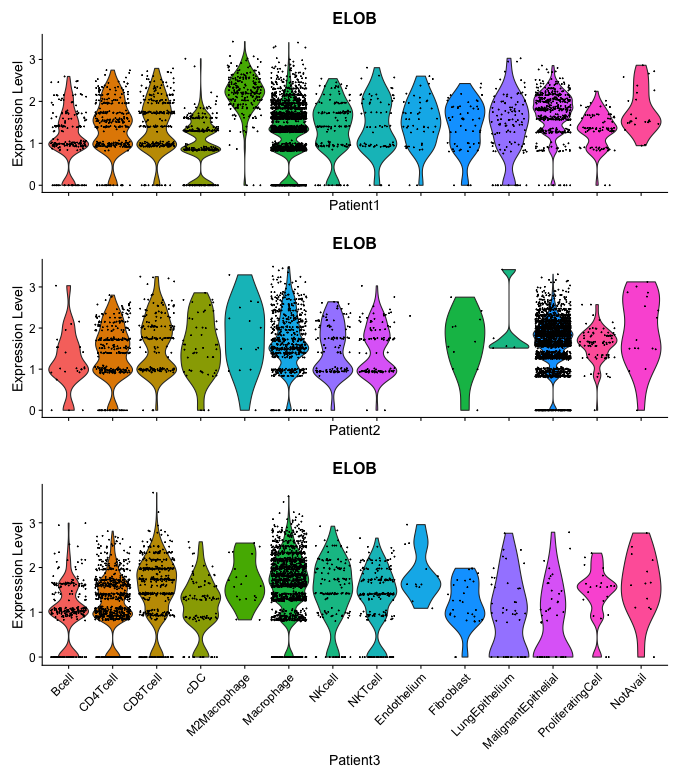 ELOB
Expression Level
3
2
1
0
Patient1
ELOB
Expression Level
3
2
1
0
Patient2
ELOB
Expression Level
3
2
1
0
Bcell
CD4Tcell
CD8Tcell
cDC
M2Macrophage
Macrophage
NKcell
NKTcell
Endothelium
Fibroblast
LungEpithelium
MalignantEpithelial
ProliferatingCell
NotAvail
Patient3